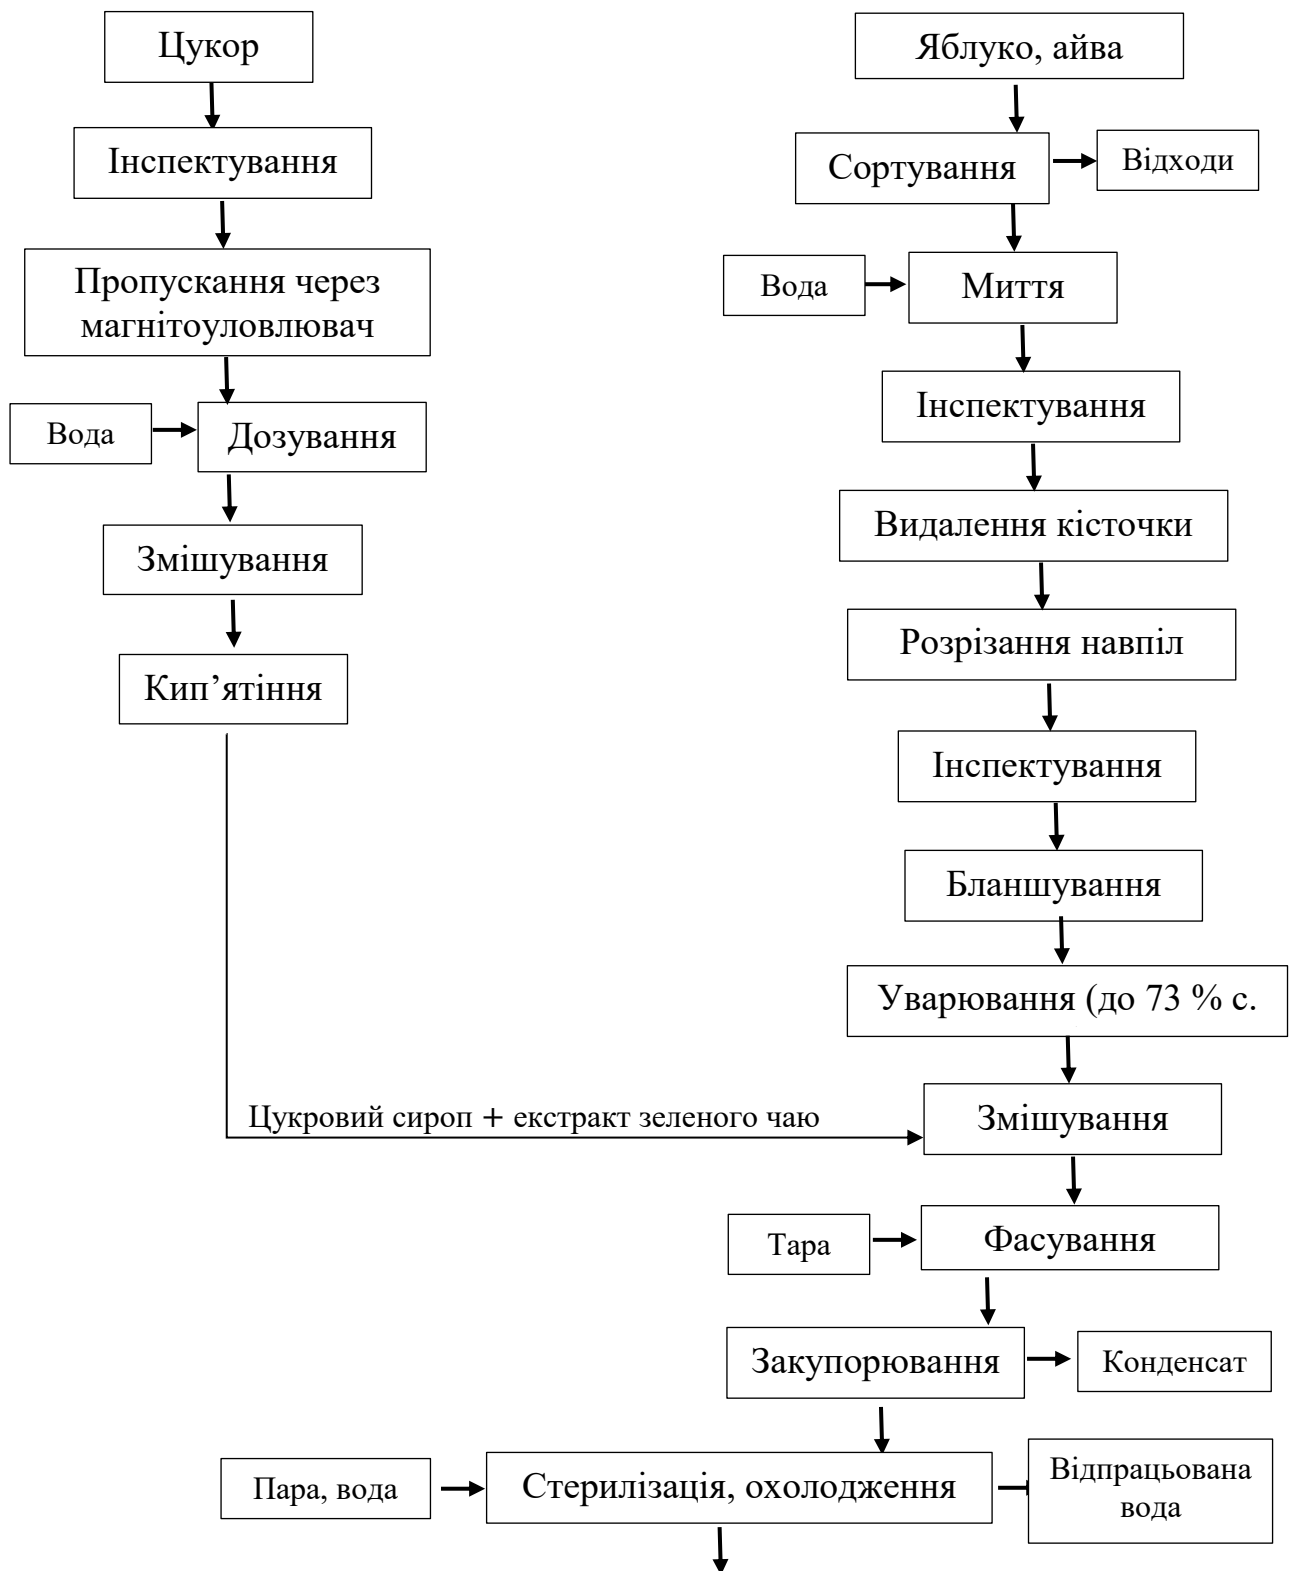 Цукор
Інспектування
Пропускання через
магнітоуловлювач
Вода
Дозування
Змішування
Кип’ятіння
Цукровий сироп + екстракт зеленого чаю
Яблуко, айва
Сортування
Відходи
Вода
Миття
Інспектування
Видалення кісточки
Розрізання навпіл
Інспектування
Бланшування
Уварювання (до 73 % с.
Змішування
Тара
Фасування
Закупорювання
Конденсат
Пара, вода
Стерилізація, охолодження
Відпрацьована
вода